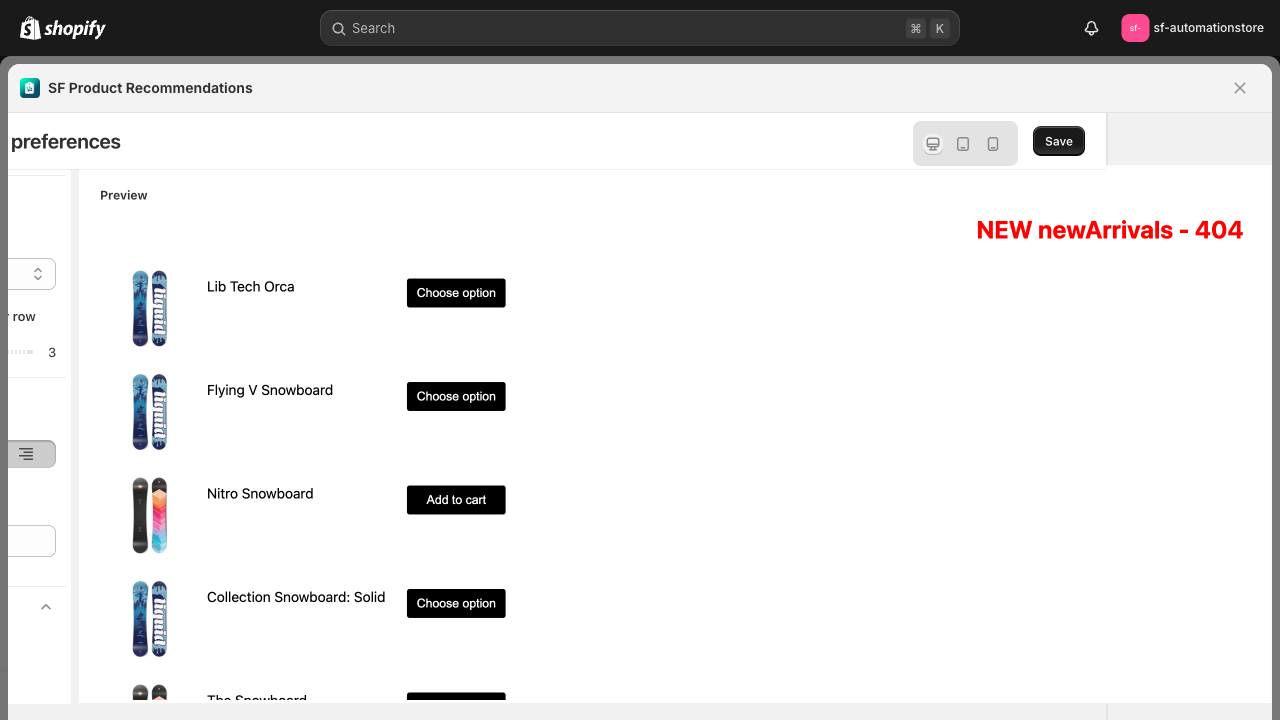 shopify
Search
⌘ K
sf-
sf-automationstore
SF Product Recommendations
preferences
Save
Preview
NEW newArrivals - 404
Lib Tech Orca
Choose option
row
3
Flying V Snowboard
Choose option
Nitro Snowboard
Add to cart
Collection Snowboard: Solid
Choose option
The Snowboard